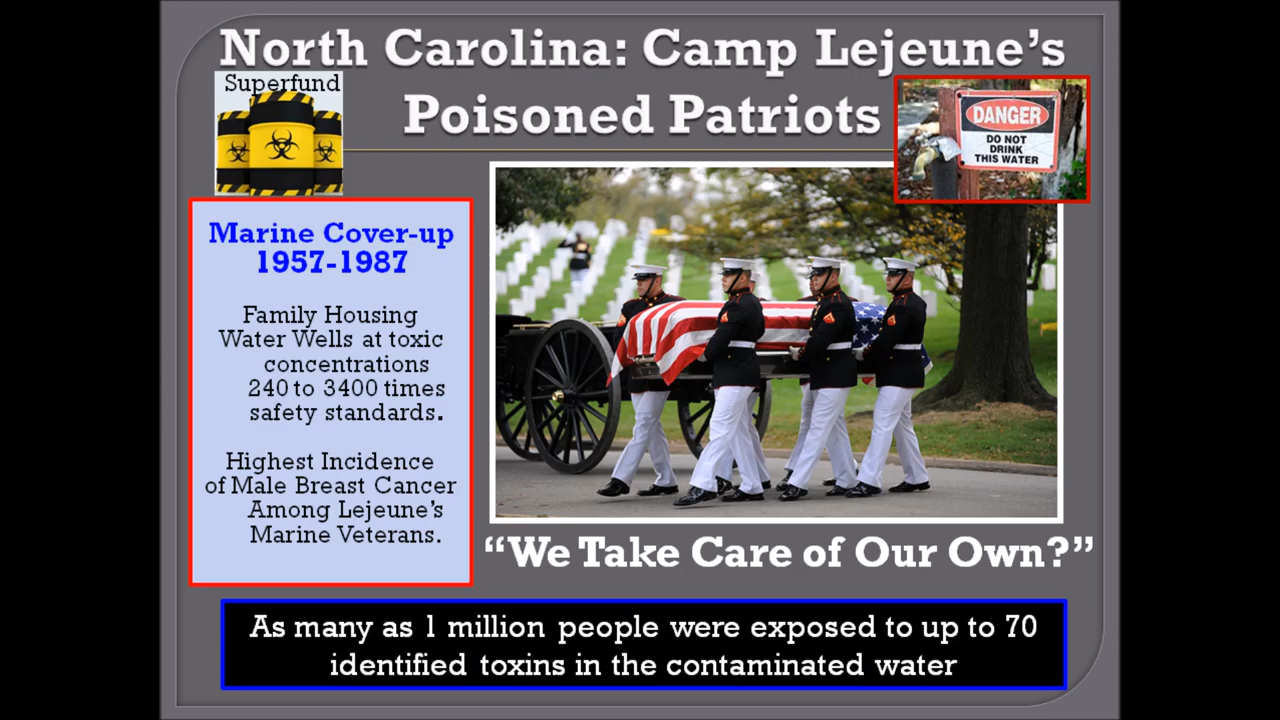 North Carolina: Camp Lejeune's
Poisoned Patriots
Superfund
DANGER
DO NOT
DRINK
THIS WATER
Marine Cover-up
1957-1987
Family Housing
Water Wells at toxic
concentrations
240 to 3400 times
safety standards.
Highest Incidence
of Male Breast Cancer
Among Lejeune's
Marine Veterans.
“We Take Care of Our Own?”
As many as 1 million people were exposed to up to 70
identified toxins in the contaminated water